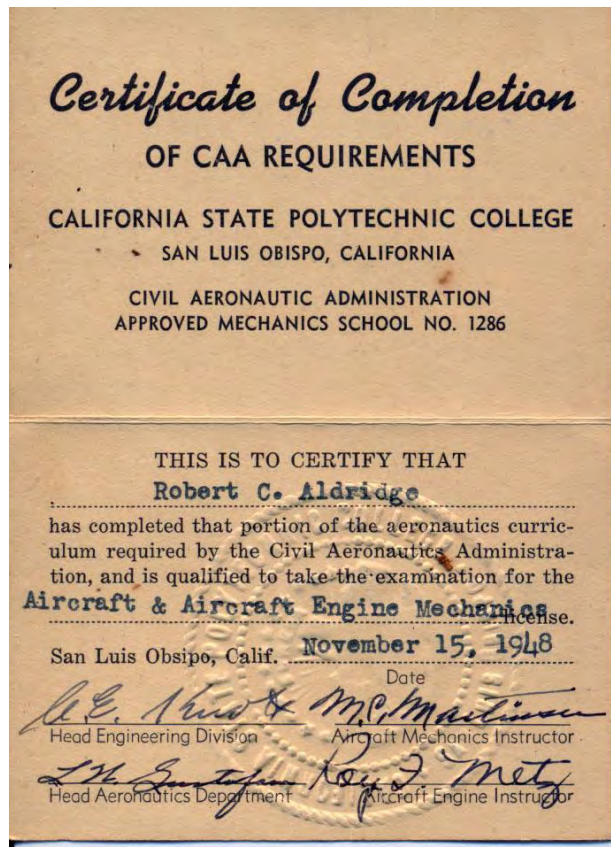 Certificate of Completion
OF CAA REQUIREMENTS
CALIFORNIA STATE POLYTECHNIC COLLEGE
SAN LUIS OBISPO, CALIFORNIA
CIVIL AERONAUTIC ADMINISTRATION
APPROVED MECHANICS SCHOOL NO. 1286
THIS IS TO CERTIFY THAT
Robert C. Aldridge
has completed that portion of the aeronautics curric-
ulum required by the Civil Aeronautics Administra-
tion, and is qualified to take the examination for the
Aircraft & Aircraft Engine Mechanics license.
San Luis Obsipo, Calif. November 15, 1948
Date
M.C. Martinsen
Head Engineering Division Aircraft Mechanics Instructor
Roy F. Metz
Head Aeronautics Department Aircraft Engine Instructor